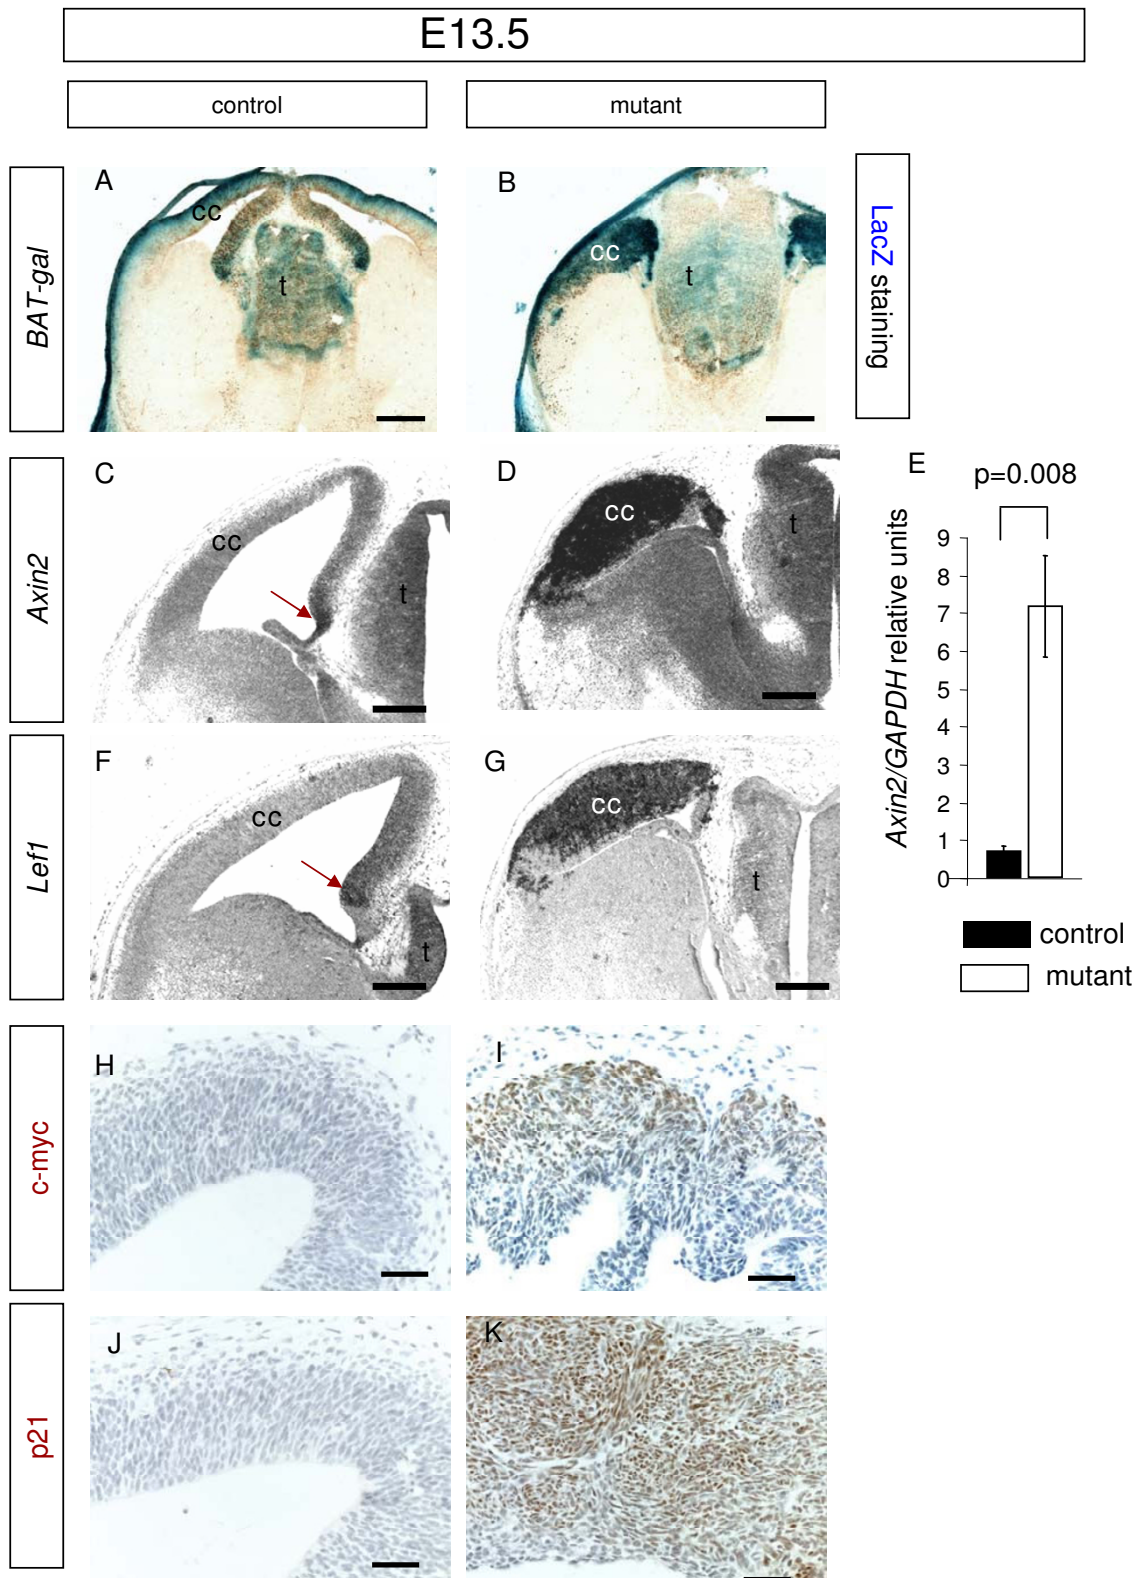 E13.5
control
mutant
BAT-gal
A
cc
t
B
cc
t
LacZ staining
Axin2
C
cc
t
D
cc
t
E
p=0.008
Axin2/GAPDH relative units
9
8
7
6
5
4
3
2
1
0
control
mutant
Lef1
F
cc
t
G
cc
t
c-myc
H
I
p21
J
K